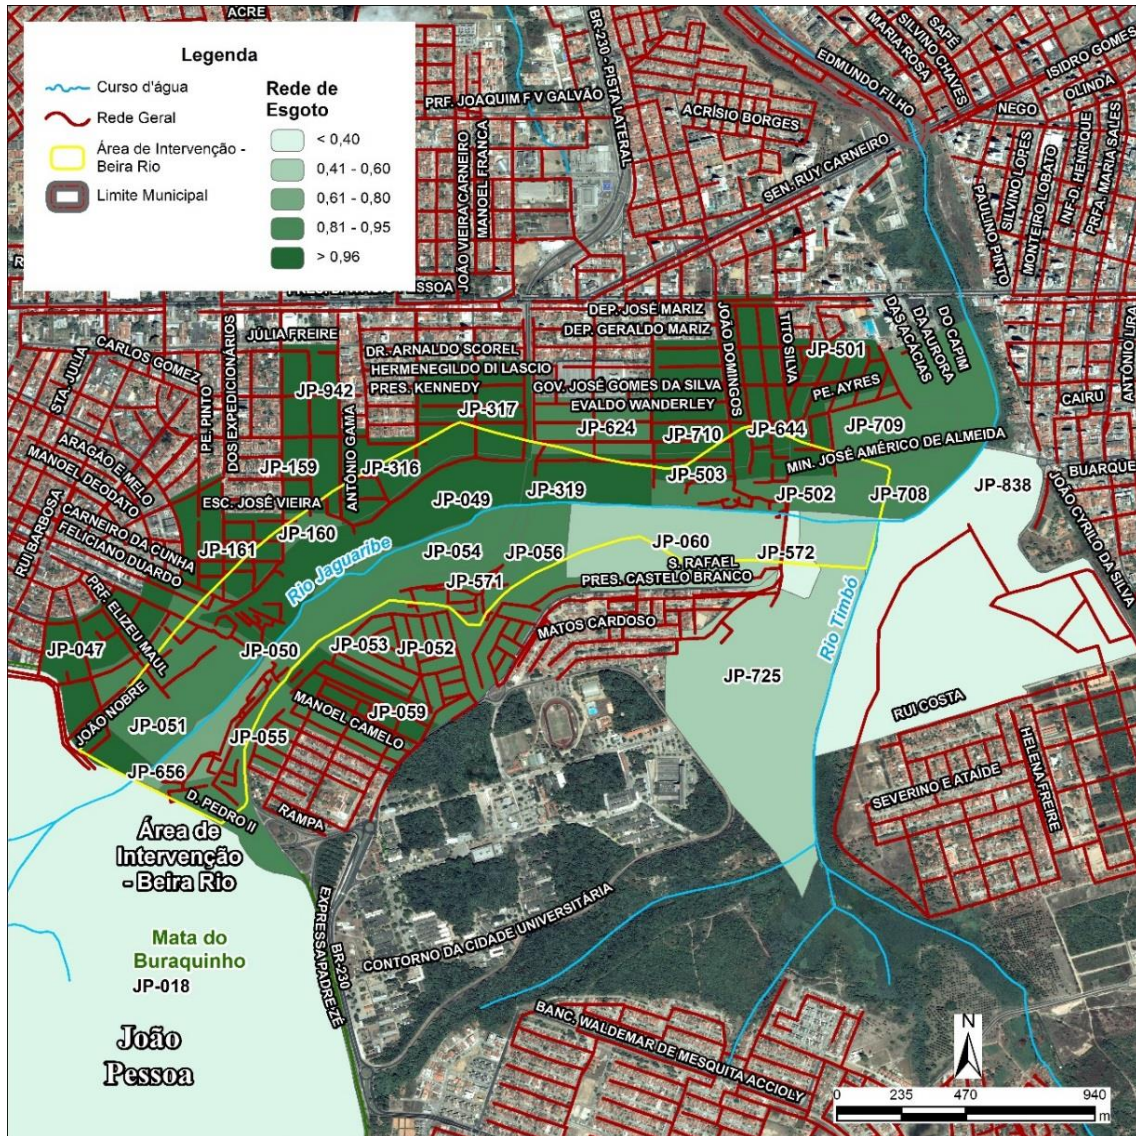 ACRE
Legenda
Curso d'água
Rede Geral
Área de Intervenção -
Beira Rio
Limite Municipal
Rede de
Esgoto
< 0,40
0,41 - 0,60
0,61 - 0,80
0,81 - 0,95
> 0,96
BR-230 - PISTA LATERAL
PRF. JOAQUIM F V GALVÃO
JOÃO VIEIRA CARNEIRO
MANOEL FRANCA
ACRÍSIO BORGES
EDMUNDO FILHO
MARIA ROSA
SILVINO CHAVES
SAPÉ
ISIDRO GOMES
OLINDA
NEGO
SEN. RUY CARNEIRO
PAULINO PINTO
SILVINO LOPES
MONTEIRO LOBATO
INF. D. HENRIQUE
PRFA. MARIA SALES
DEP. JOSÉ MARIZ
DEP. GERALDO MARIZ
JOÃO DOMINGOS
TITO SILVA
DAS ACÁCIAS
DA AURORA
DO CAPIM
ANTÔNIO LIRA
STA. JULIA
CARLOS GOMEZ
JÚLIA FREIRE
DR. ARNALDO SCOREL
HERMENEGILDO DI LASCIO
PRES. KENNEDY
GOV. JOSÉ GOMES DA SILVA
EVALDO WANDERLEY
PE. AYRES
JP-501
JP-942
JP-317
JP-624
JP-710
JP-644
JP-709
CAIRU
PE. PINTO
DOS EXPEDICIONÁRIOS
ANTÔNIO GAMA
ARAGÃO E MELO
MANOEL DEODATO
CARNEIRO DA CUNHA
FELICIANO DUARDO
RUI BARBOSA
JP-159
JP-316
MIN. JOSÉ AMÉRICO DE ALMEIDA
BUARQUE
JP-503
JP-319
JP-049
JP-502
JP-708
JP-838
JOÃO CYRILO DA SILVA
ESC. JOSÉ VIEIRA
JP-160
JP-161
JP-054
JP-056
JP-060
JP-572
Rio Jaguaribe
S. RAFAEL
PRES. CASTELO BRANCO
JP-571
PRF. ELIZEU MAUL
Rio Timbó
MATOS CARDOSO
JP-047
JP-050
JP-053
JP-052
JP-725
JOÃO NOBRE
MANOEL CAMELO
JP-059
RUI COSTA
JP-051
JP-055
HELENA FREIRE
SEVERINO E ATAÍDE
JP-656
D. PEDRO II
RAMPA
Área de
Intervenção
- Beira Rio
EXPRESSA PADRE ZÉ
BR-230
CONTORNO DA CIDADE UNIVERSITÁRIA
Mata do
Buraquinho
JP-018
João
Pessoa
BANC. WALDEMAR DE MESQUITA ACCIOLY
N
0 235 470 940
m